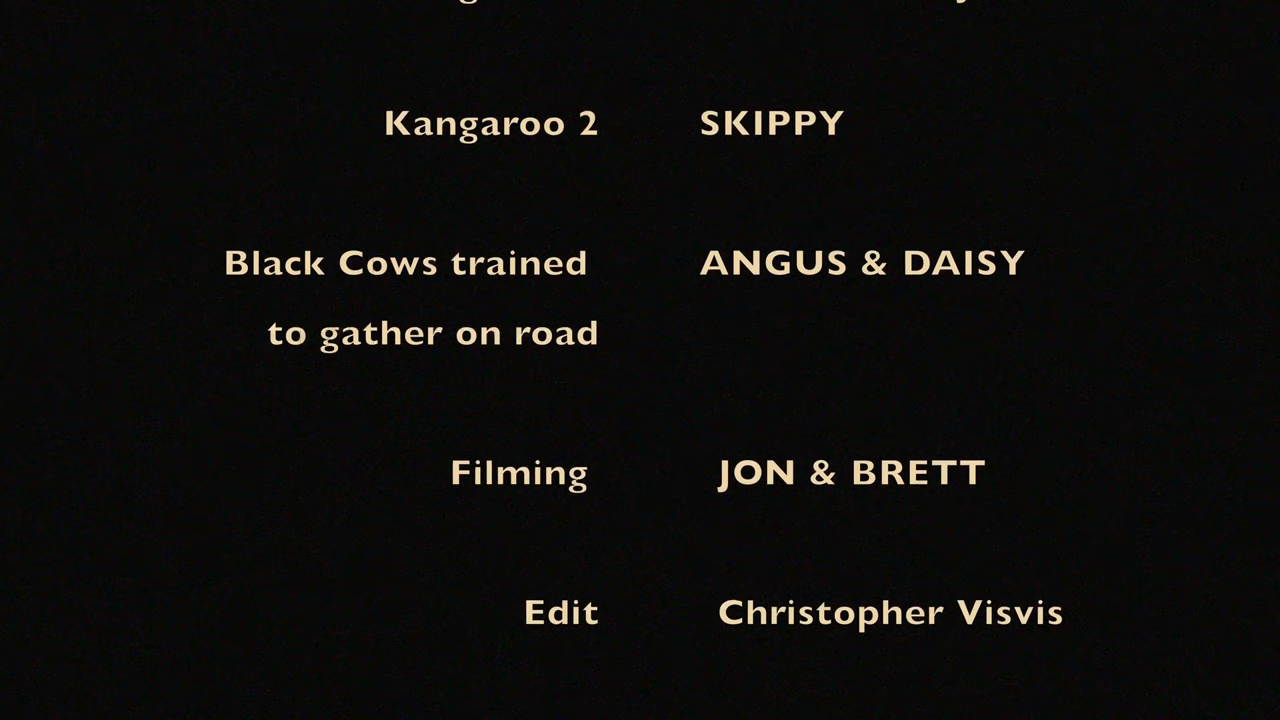 Kangaroo 2 SKIPPY
Black Cows trained ANGUS & DAISY
to gather on road
Filming JON & BRETT
Edit Christopher Visvis